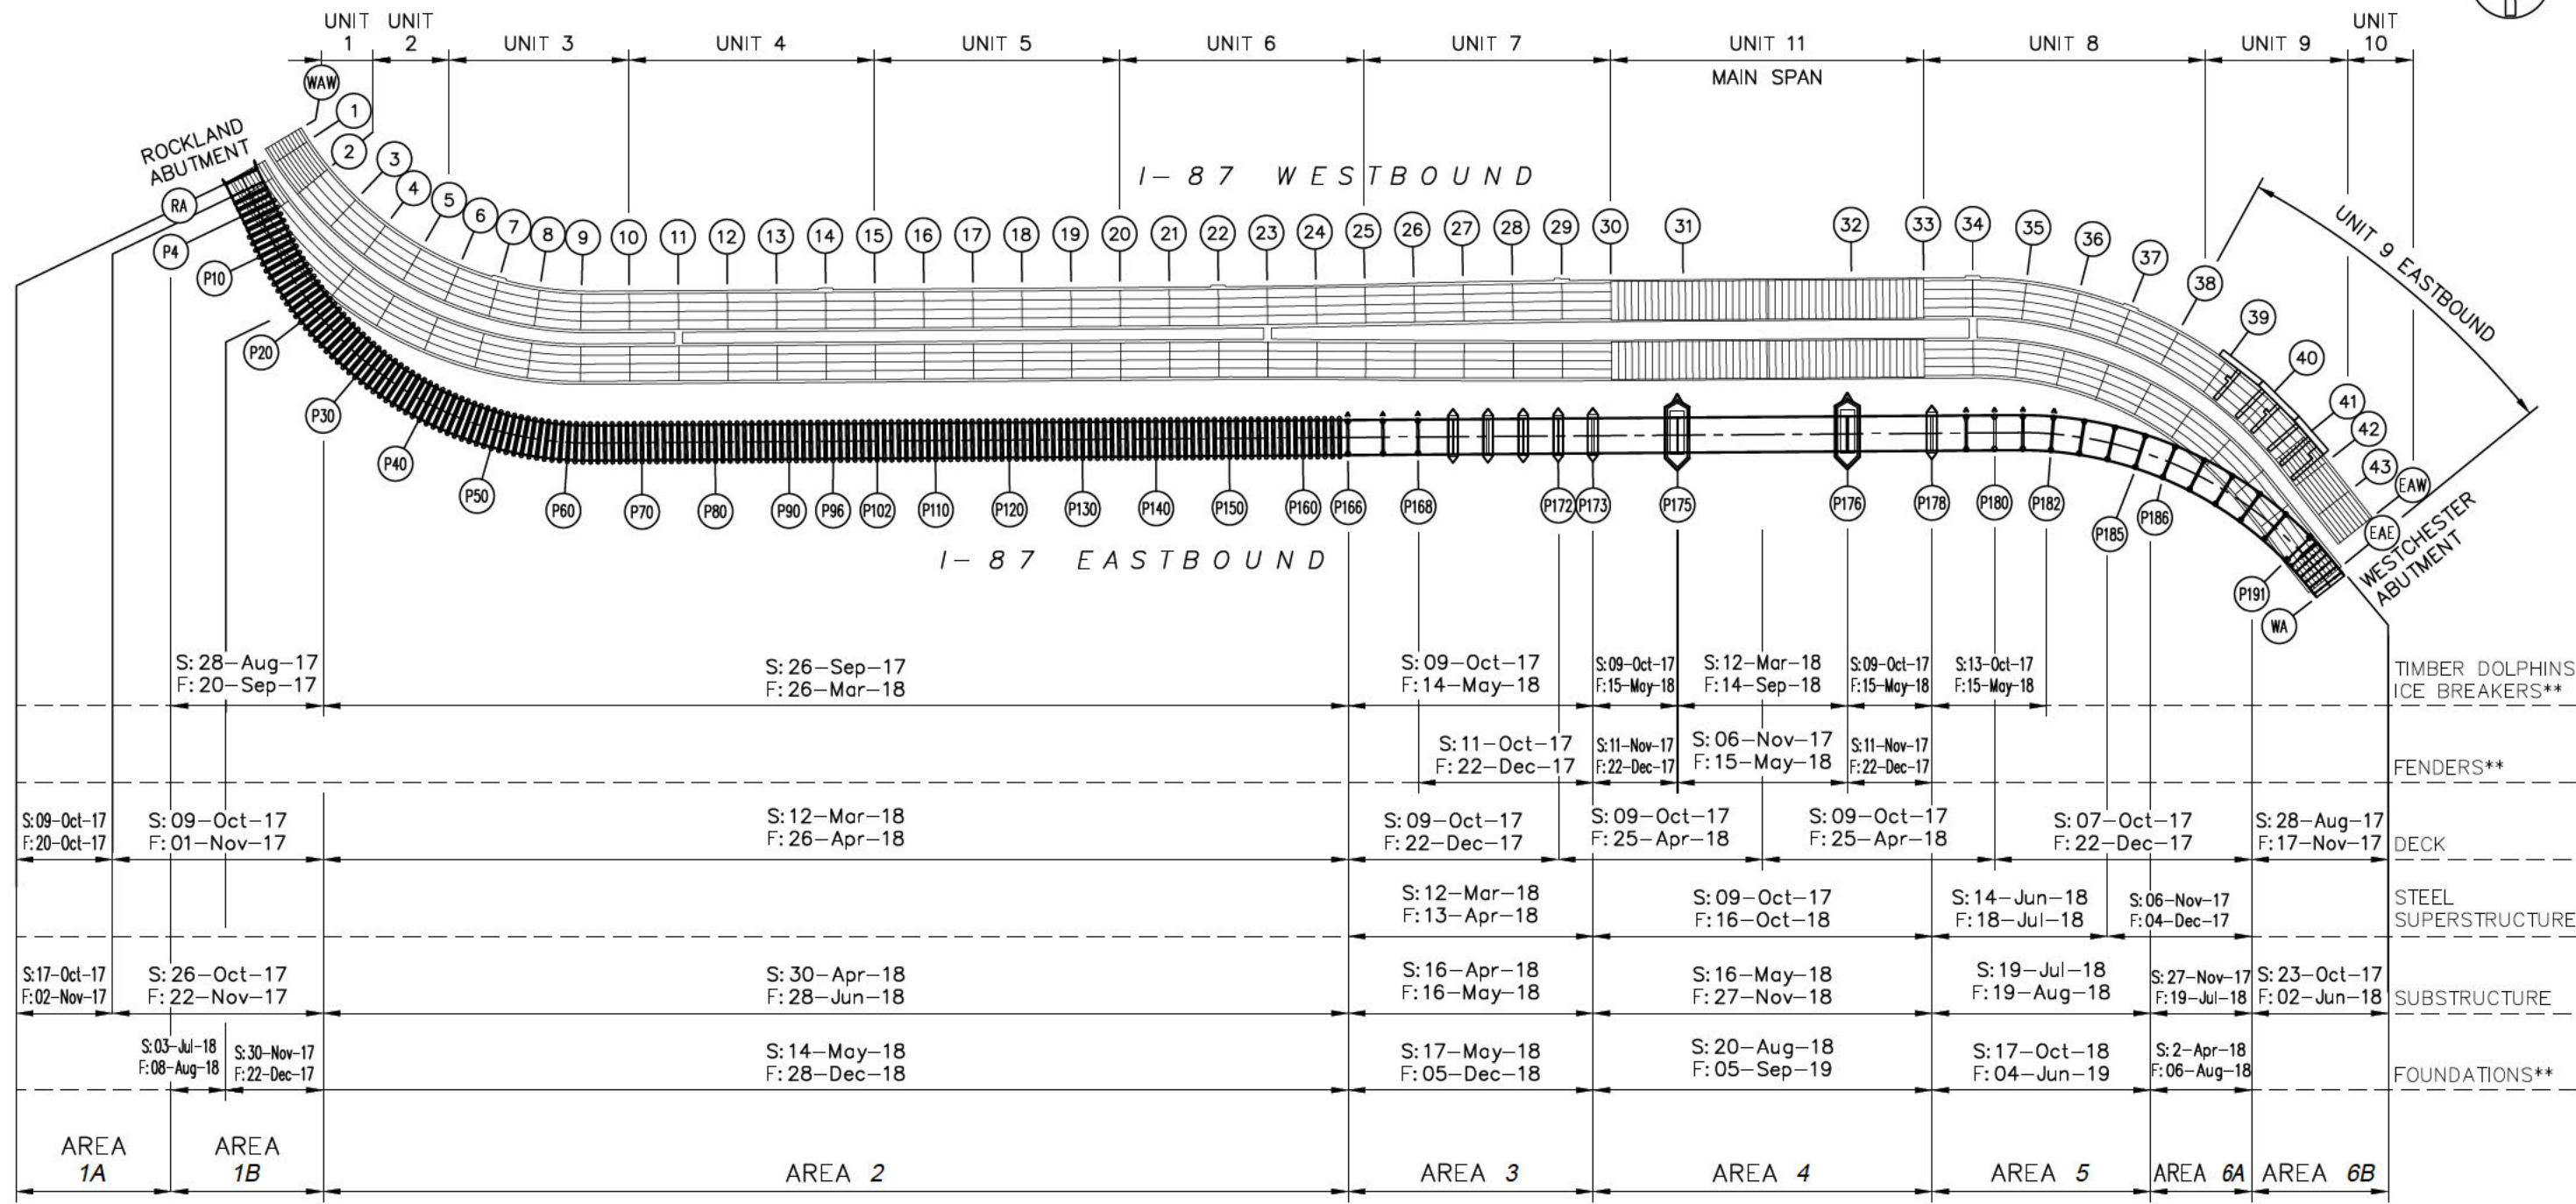 UNIT 1
UNIT 2
UNIT 3
UNIT 4
UNIT 5
UNIT 6
UNIT 7
UNIT 11
MAIN SPAN
UNIT 8
UNIT 9
UNIT 10
WAW
1
2
3
4
5
6
7
8
9
10
11
12
13
14
15
16
17
18
19
20
21
22
23
24
25
26
27
28
29
30
31
32
33
34
35
36
37
38
39
40
41
42
43
EAW
EAE
UNIT 9 EASTBOUND
ROCKLAND
ABUTMENT
I-87 WESTBOUND
RA
P4
P10
P20
P30
P40
P50
P60
P70
P80
P90
P96
P102
P110
P120
P130
P140
P150
P160
P166
P168
P172
P173
P175
P176
P178
P180
P182
P185
P186
P191
WA
WESTCHESTER
ABUTMENT
I-87 EASTBOUND
S:28-Aug-17
F:20-Sep-17
S:26-Sep-17
F:26-Mar-18
S:09-Oct-17
F:14-May-18
S:09-Oct-17
F:15-May-18
S:12-Mar-18
F:14-Sep-18
S:09-Oct-17
F:15-May-18
S:13-Oct-17
F:15-May-18
TIMBER DOLPHINS
ICE BREAKERS**
S:11-Oct-17
F:22-Dec-17
S:11-Nov-17
F:22-Dec-17
S:06-Nov-17
F:15-May-18
S:11-Nov-17
F:22-Dec-17
FENDERS**
S:09-Oct-17
F:20-Oct-17
S:09-Oct-17
F:01-Nov-17
S:12-Mar-18
F:26-Apr-18
S:09-Oct-17
F:22-Dec-17
S:09-Oct-17
F:25-Apr-18
S:09-Oct-17
F:25-Apr-18
S:07-Oct-17
F:22-Dec-17
S:28-Aug-17
F:17-Nov-17
DECK
S:12-Mar-18
F:13-Apr-18
S:09-Oct-17
F:16-Oct-18
S:14-Jun-18
F:18-Jul-18
S:06-Nov-17
F:04-Dec-17
STEEL
SUPERSTRUCTURE
S:17-Oct-17
F:02-Nov-17
S:26-Oct-17
F:22-Nov-17
S:30-Apr-18
F:28-Jun-18
S:16-Apr-18
F:16-May-18
S:16-May-18
F:27-Nov-18
S:19-Jul-18
F:19-Aug-18
S:27-Nov-17
F:19-Jul-18
S:23-Oct-17
F:02-Jun-18
SUBSTRUCTURE
S:03-Jul-18
F:08-Aug-18
S:30-Nov-17
F:22-Dec-17
S:14-May-18
F:28-Dec-18
S:17-May-18
F:05-Dec-18
S:20-Aug-18
F:05-Sep-19
S:17-Oct-18
F:04-Jun-19
S:2-Apr-18
F:06-Aug-18
FOUNDATIONS**
AREA
1A
AREA
1B
AREA 2
AREA 3
AREA 4
AREA 5
AREA 6A
AREA 6B